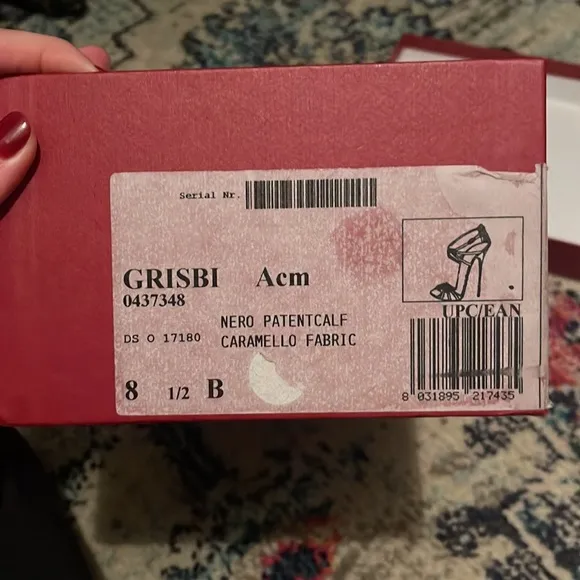 Serial Nr.
GRISBI Acm
0437348
UPC/EAN
NERO PATENTCALF
DS O 17180 CARAMELLO FABRIC
8 1/2 B
8 031895 217435